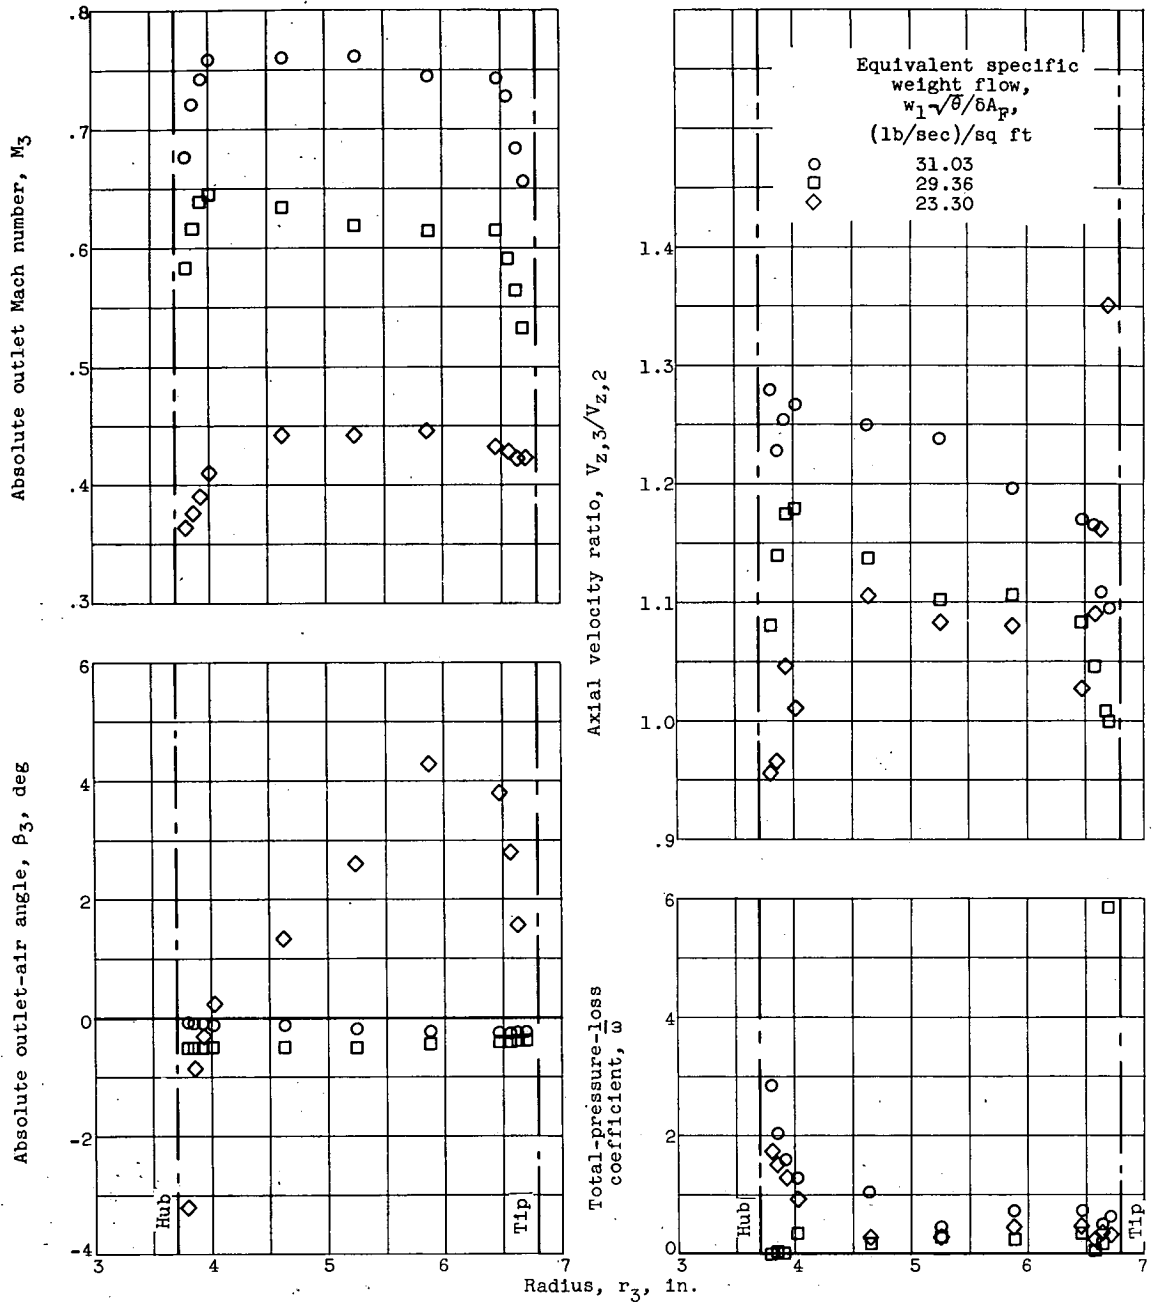 .8
.7
.6
.5
.4
.3
Absolute outlet Mach number, M3
Equivalent specific
weight flow,
w1√θ/δAF,
(lb/sec)/sq ft
31.03
29.36
23.30
1.4
1.3
1.2
1.1
1.0
.9
Axial velocity ratio, Vz,3/Vz,2
6
4
2
0
-2
-4
Absolute outlet-air angle, β3, deg
Hub
Tip
3
4
5
6
7
6
4
2
0
Total-pressure-loss
coefficient, ω̅
Hub
Tip
3
4
5
6
7
Radius, r3, in.